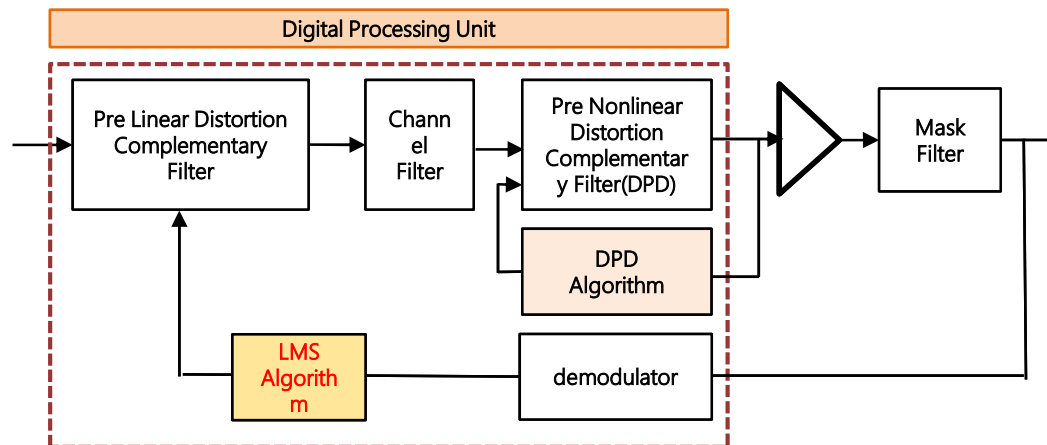 Digital Processing Unit
Pre Linear Distortion
Complementary
Filter
Chann
el
Filter
Pre Nonlinear
Distortion
Complementar
y Filter(DPD)
Mask
Filter
DPD
Algorithm
LMS
Algorith
m
demodulator